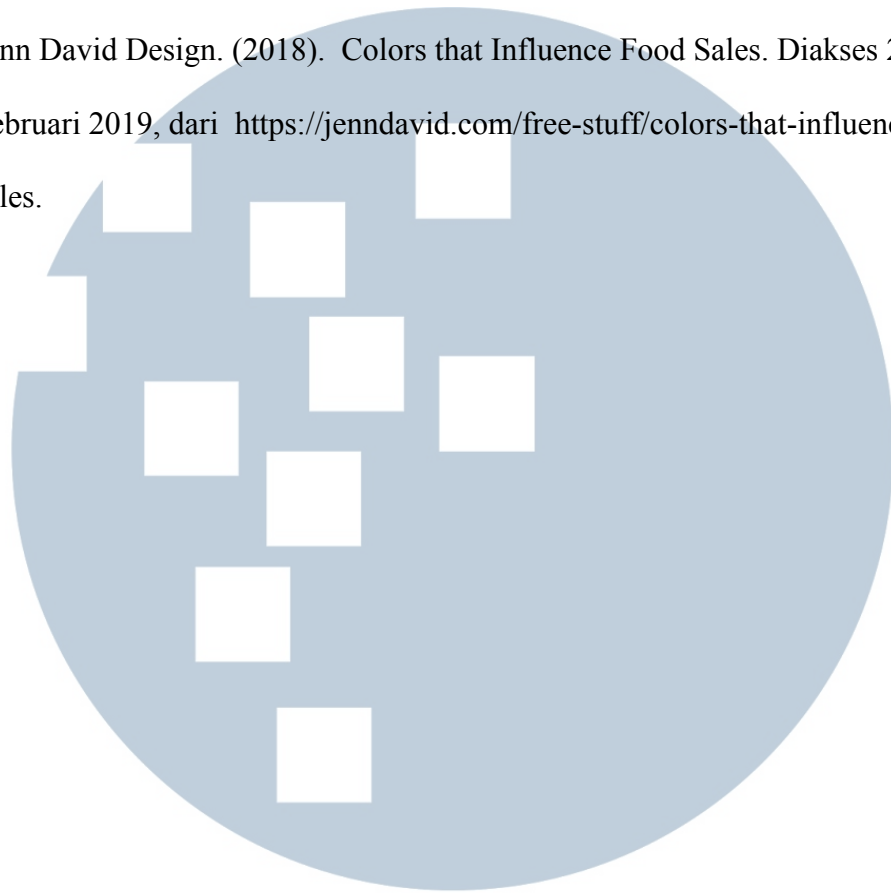 nn David Design. (2018).  Colors that Influence Food Sales. Diakses 2
ebruari 2019, dari  https://jenndavid.com/free-stuff/colors-that-influenc
les.